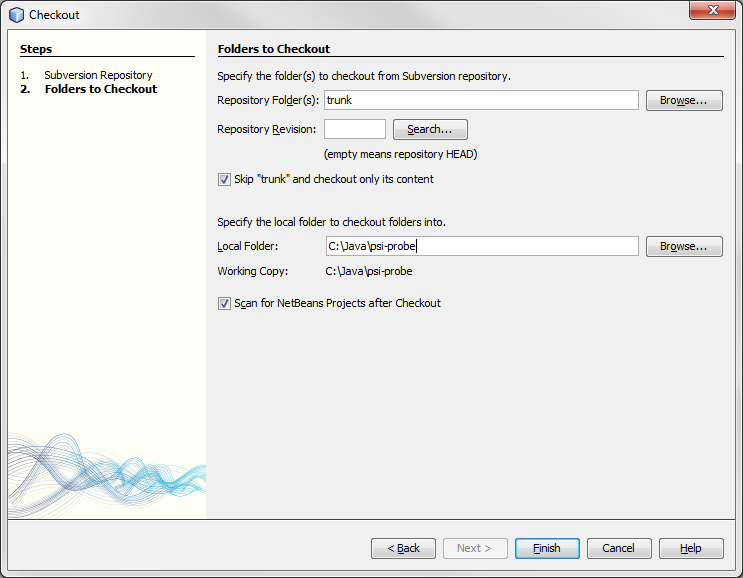 Checkout
Steps
1. Subversion Repository
2. Folders to Checkout
Folders to Checkout
Specify the folder(s) to checkout from Subversion repository.
Repository Folder(s): trunk Browse...
Repository Revision: Search...
(empty means repository HEAD)
Skip "trunk" and checkout only its content
Specify the local folder to checkout folders into.
Local Folder: C:\Java\psi-probe Browse...
Working Copy: C:\Java\psi-probe
Scan for NetBeans Projects after Checkout
< Back Next > Finish Cancel Help